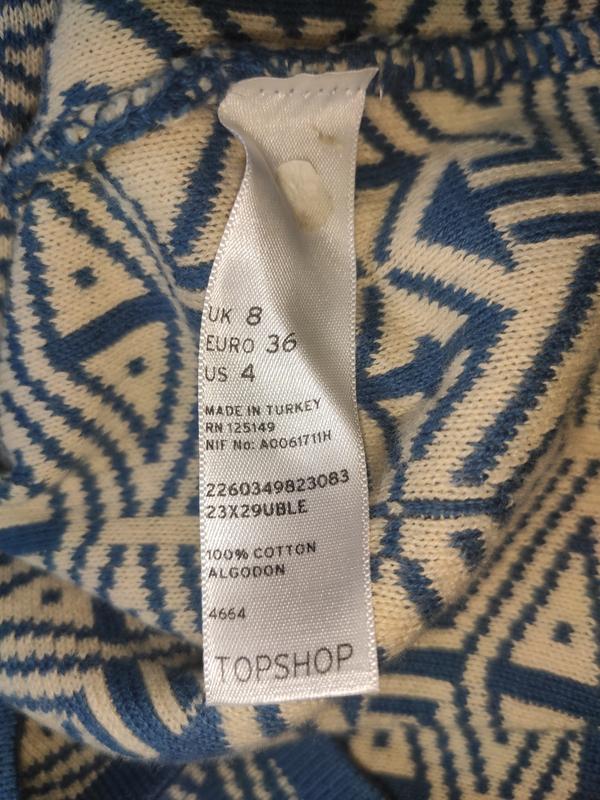 UK 8
EURO 36
US 4
MADE IN TURKEY
RN 125149
NIF No: A0061711H
2260349823083
23X29UBLE
100% COTTON
ALGODON
4664
TOPSHOP